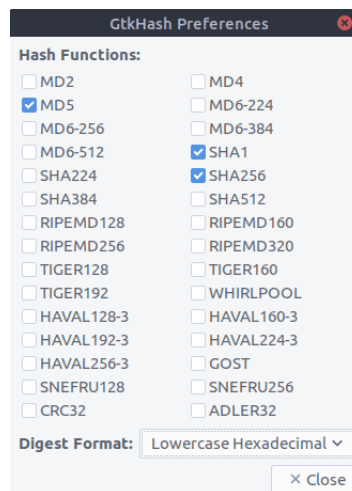 GtkHash Preferences
Hash Functions:
MD2 MD4
MD5 MD6-224
MD6-256 MD6-384
MD6-512 SHA1
SHA224 SHA256
SHA384 SHA512
RIPEMD128 RIPEMD160
RIPEMD256 RIPEMD320
TIGER128 TIGER160
TIGER192 WHIRLPOOL
HAVAL128-3 HAVAL160-3
HAVAL192-3 HAVAL224-3
HAVAL256-3 GOST
SNEFRU128 SNEFRU256
CRC32 ADLER32
Digest Format: Lowercase Hexadecimal
Close